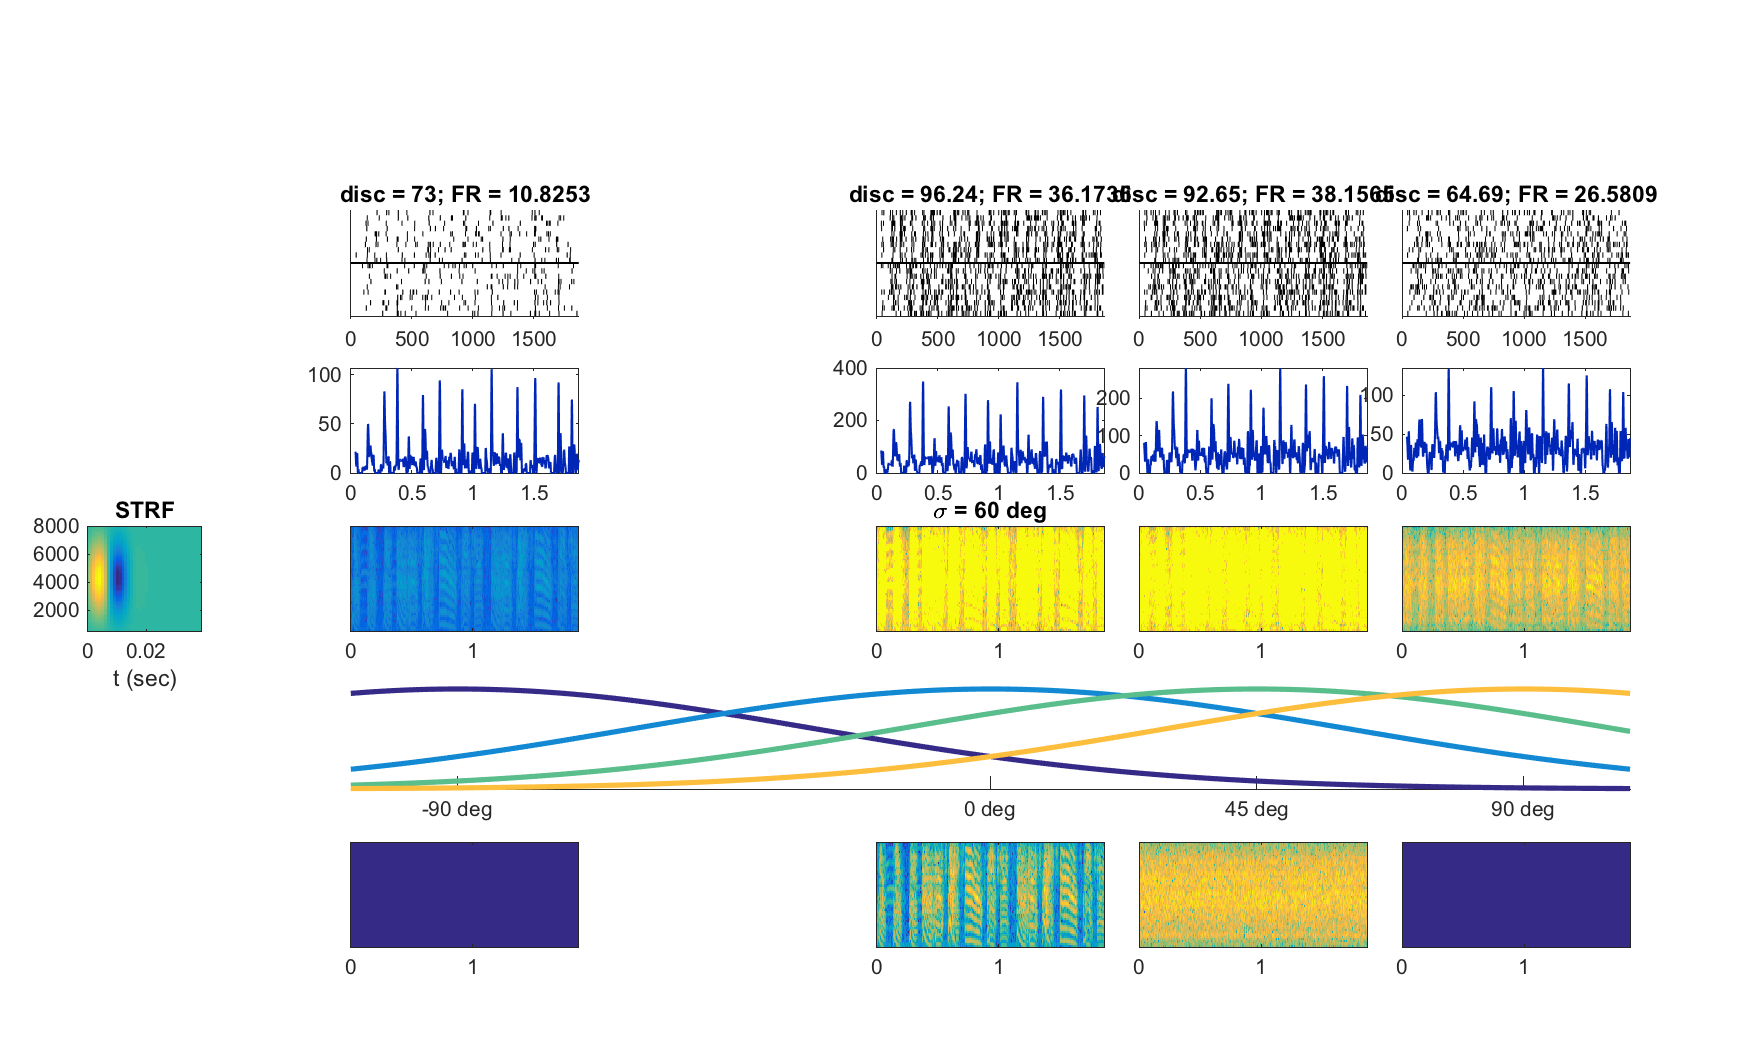 disc = 73; FR = 10.8253
disc = 96.24; FR = 36.1736
disc = 92.65; FR = 38.1565
disc = 64.69; FR = 26.5809
0 500 1000 1500
0 500 1000 1500
0 500 1000 1500
0 500 1000 1500
100
50
0
0 0.5 1 1.5
400
200
0
0 0.5 1 1.5
200
100
0
0 0.5 1 1.5
100
50
0
0 0.5 1 1.5
STRF
8000
6000
4000
2000
0 0.02
t (sec)
σ = 60 deg
0 1
0 1
0 1
0 1
-90 deg 0 deg 45 deg 90 deg
0 1
0 1
0 1
0 1